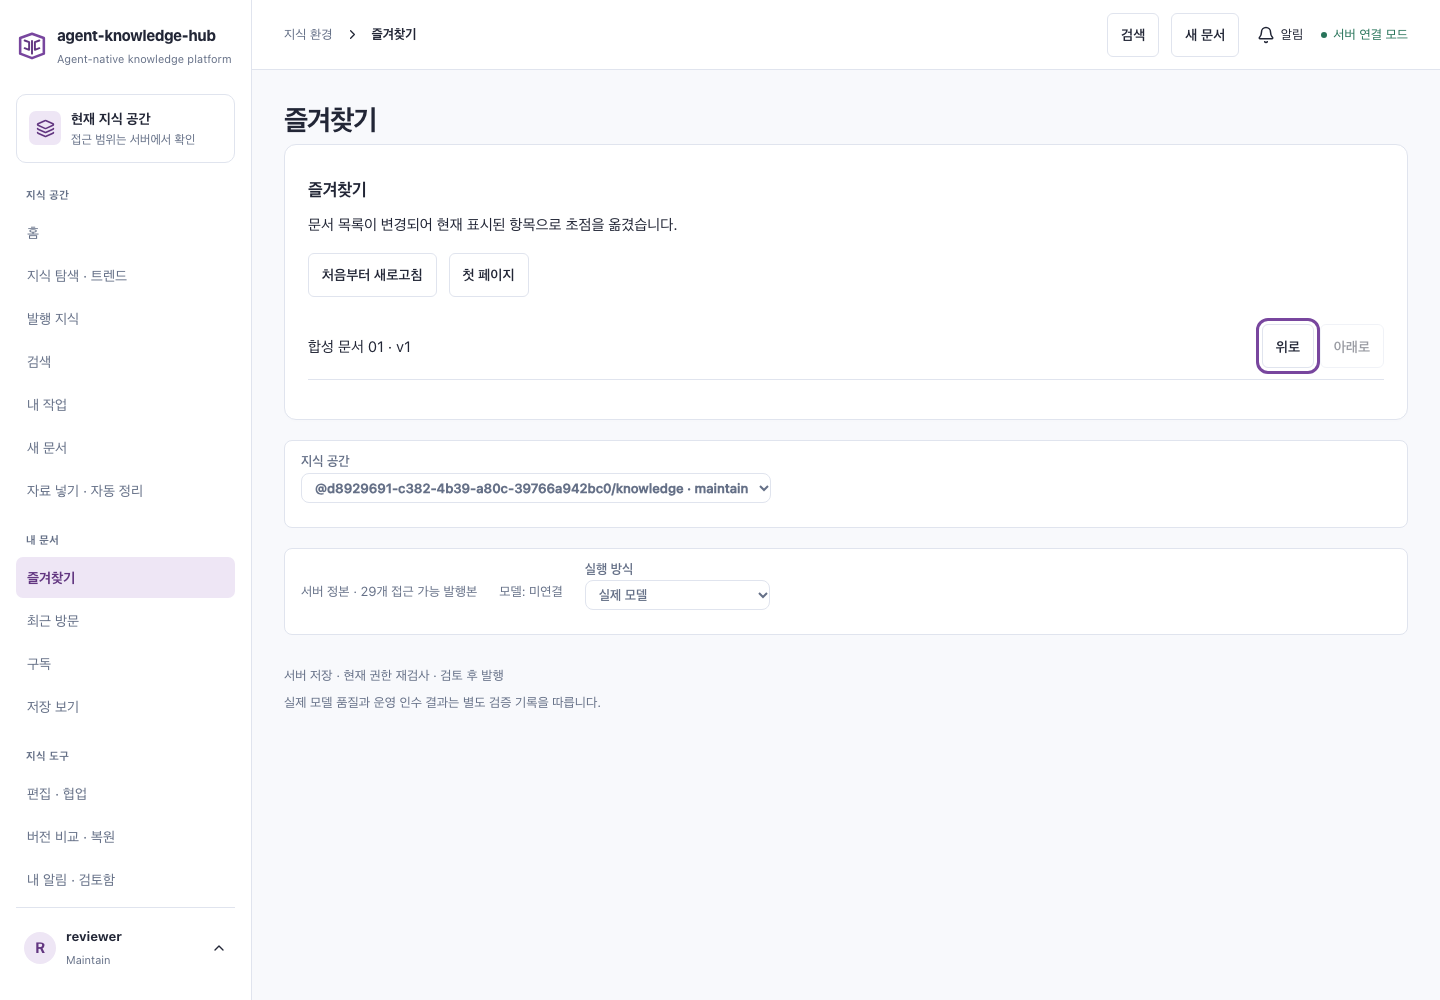 agent-knowledge-hub
Agent-native knowledge platform
현재 지식 공간
접근 범위는 서버에서 확인
지식 공간
홈
지식 탐색 · 트렌드
발행 지식
검색
내 작업
새 문서
자료 넣기 · 자동 정리
내 문서
즐겨찾기
최근 방문
구독
저장 보기
지식 도구
편집 · 협업
버전 비교 · 복원
내 알림 · 검토함
R
reviewer
Maintain
지식 환경
즐겨찾기
검색
새 문서
알림
서버 연결 모드
즐겨찾기
즐겨찾기
문서 목록이 변경되어 현재 표시된 항목으로 초점을 옮겼습니다.
처음부터 새로고침
첫 페이지
합성 문서 01 · v1
위로
아래로
지식 공간
@d8929691-c382-4b39-a80c-39766a942bc0/knowledge · maintain
서버 정본 · 29개 접근 가능 발행본
모델: 미연결
실행 방식
실제 모델
서버 저장 · 현재 권한 재검사 · 검토 후 발행
실제 모델 품질과 운영 인수 결과는 별도 검증 기록을 따릅니다.